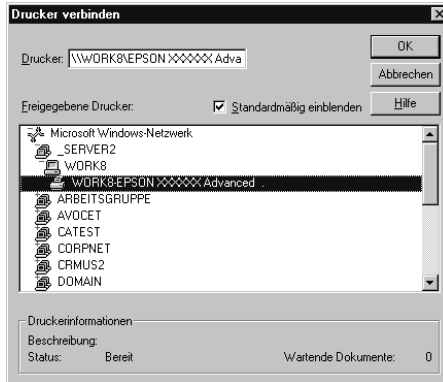 Drucker verbinden
Drucker: \\WORK8\EPSON XXXXXX Adva
OK
Abbrechen
Freigegebene Drucker:
Standardmäßig einblenden
Hilfe
Microsoft Windows-Netzwerk
_SERVER2
WORK8
WORK8-EPSON XXXXXX Advanced .
ARBEITSGRUPPE
AVOCET
CATEST
CORPNET
CRMUS2
DOMAIN
Druckerinformationen
Beschreibung:
Status: Bereit Wartende Dokumente: 0